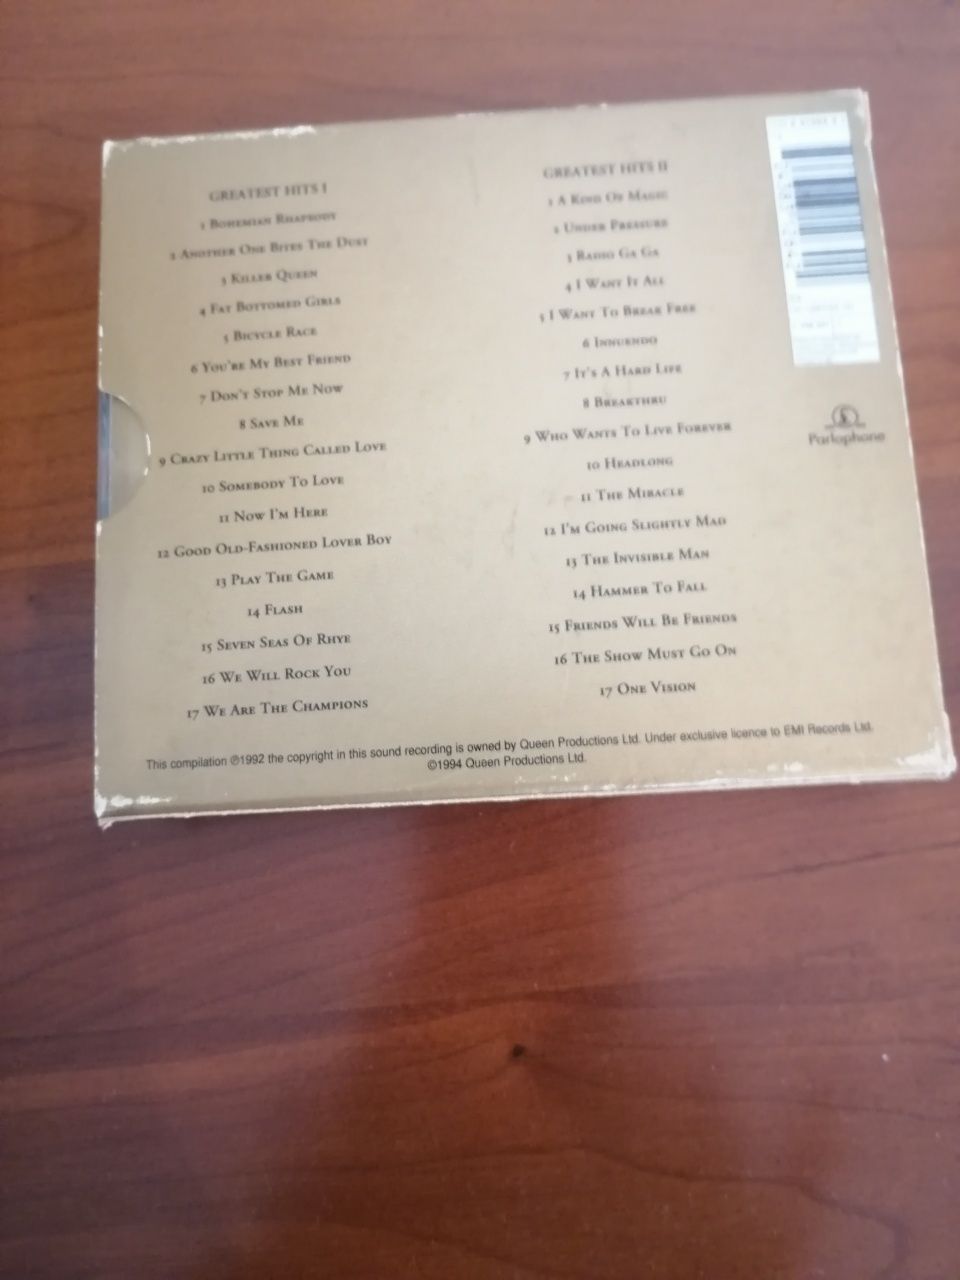 GREATEST HITS I
1 BOHEMIAN RHAPSODY
2 ANOTHER ONE BITES THE DUST
3 KILLER QUEEN
4 FAT BOTTOMED GIRLS
5 BICYCLE RACE
6 YOU'RE MY BEST FRIEND
7 DON'T STOP ME NOW
8 SAVE ME
9 CRAZY LITTLE THING CALLED LOVE
10 SOMEBODY TO LOVE
11 NOW I'M HERE
12 GOOD OLD-FASHIONED LOVER BOY
13 PLAY THE GAME
14 FLASH
15 SEVEN SEAS OF RHYE
16 WE WILL ROCK YOU
17 WE ARE THE CHAMPIONS
GREATEST HITS II
1 A KIND OF MAGIC
2 UNDER PRESSURE
3 RADIO GA GA
4 I WANT IT ALL
5 I WANT TO BREAK FREE
6 INNUENDO
7 IT'S A HARD LIFE
8 BREAKTHRU
9 WHO WANTS TO LIVE FOREVER
10 HEADLONG
11 THE MIRACLE
12 I'M GOING SLIGHTLY MAD
13 THE INVISIBLE MAN
14 HAMMER TO FALL
15 FRIENDS WILL BE FRIENDS
16 THE SHOW MUST GO ON
17 ONE VISION
Parlophone
This compilation ℗1992 the copyright in this sound recording is owned by Queen Productions Ltd. Under exclusive licence to EMI Records Ltd.
©1994 Queen Productions Ltd.